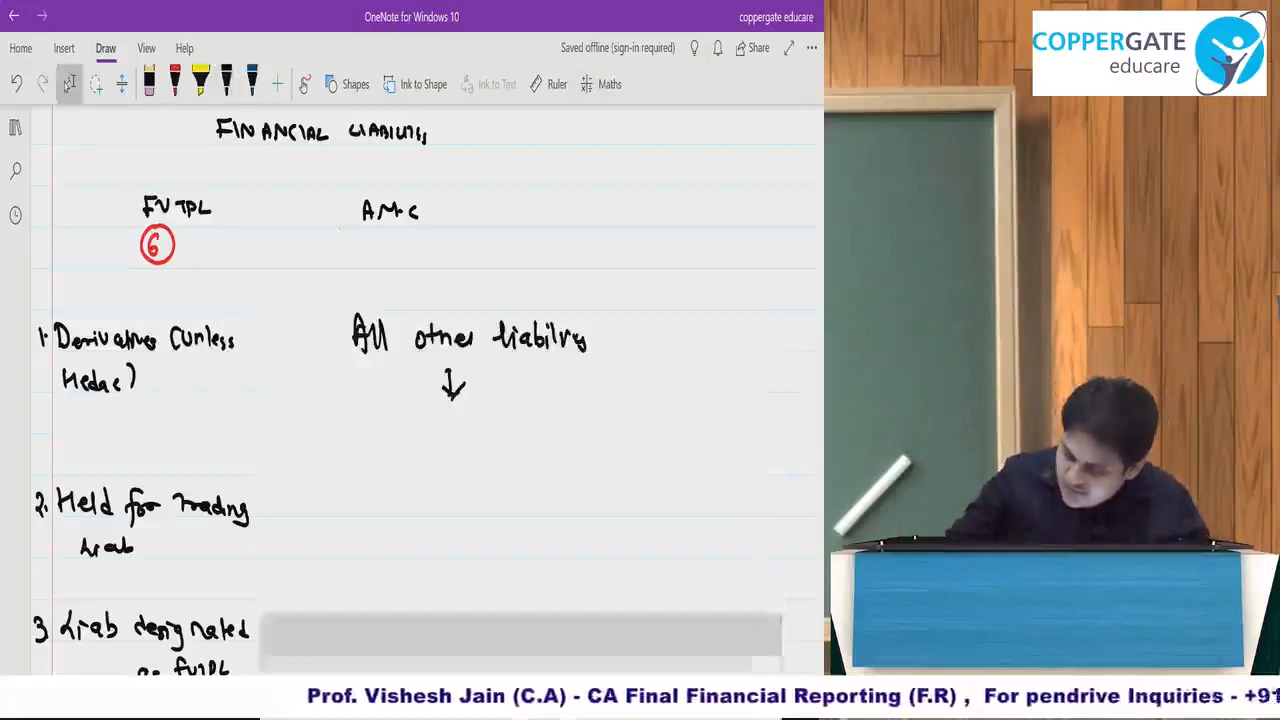 OneNote for Windows 10
coppergate educare
Home Insert Draw View Help
Saved offline (sign-in required) Share
Shapes Ink to Shape Ink to Text Ruler Maths
COPPERGATE
educare
FINANCIAL LIABILITY
FVTPL AMC
6
1. Derivatives (unless
Hedge)
All other liability
2. Held for Trading
Liab
3 Liab designated
as FVTPL
Prof. Vishesh Jain (C.A) - CA Final Financial Reporting (F.R) , For pendrive Inquiries - +91